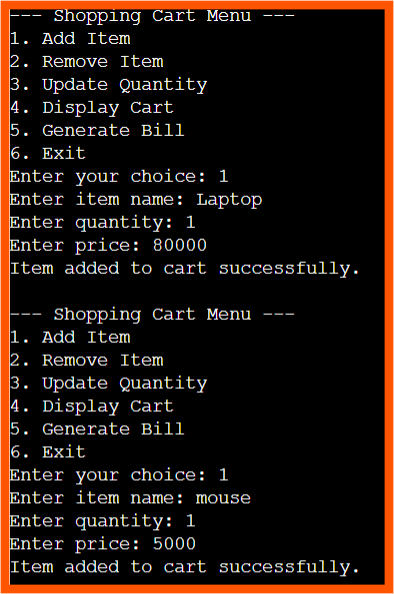 --- Shopping Cart Menu ---
1. Add Item
2. Remove Item
3. Update Quantity
4. Display Cart
5. Generate Bill
6. Exit
Enter your choice: 1
Enter item name: Laptop
Enter quantity: 1
Enter price: 80000
Item added to cart successfully.

--- Shopping Cart Menu ---
1. Add Item
2. Remove Item
3. Update Quantity
4. Display Cart
5. Generate Bill
6. Exit
Enter your choice: 1
Enter item name: mouse
Enter quantity: 1
Enter price: 5000
Item added to cart successfully.